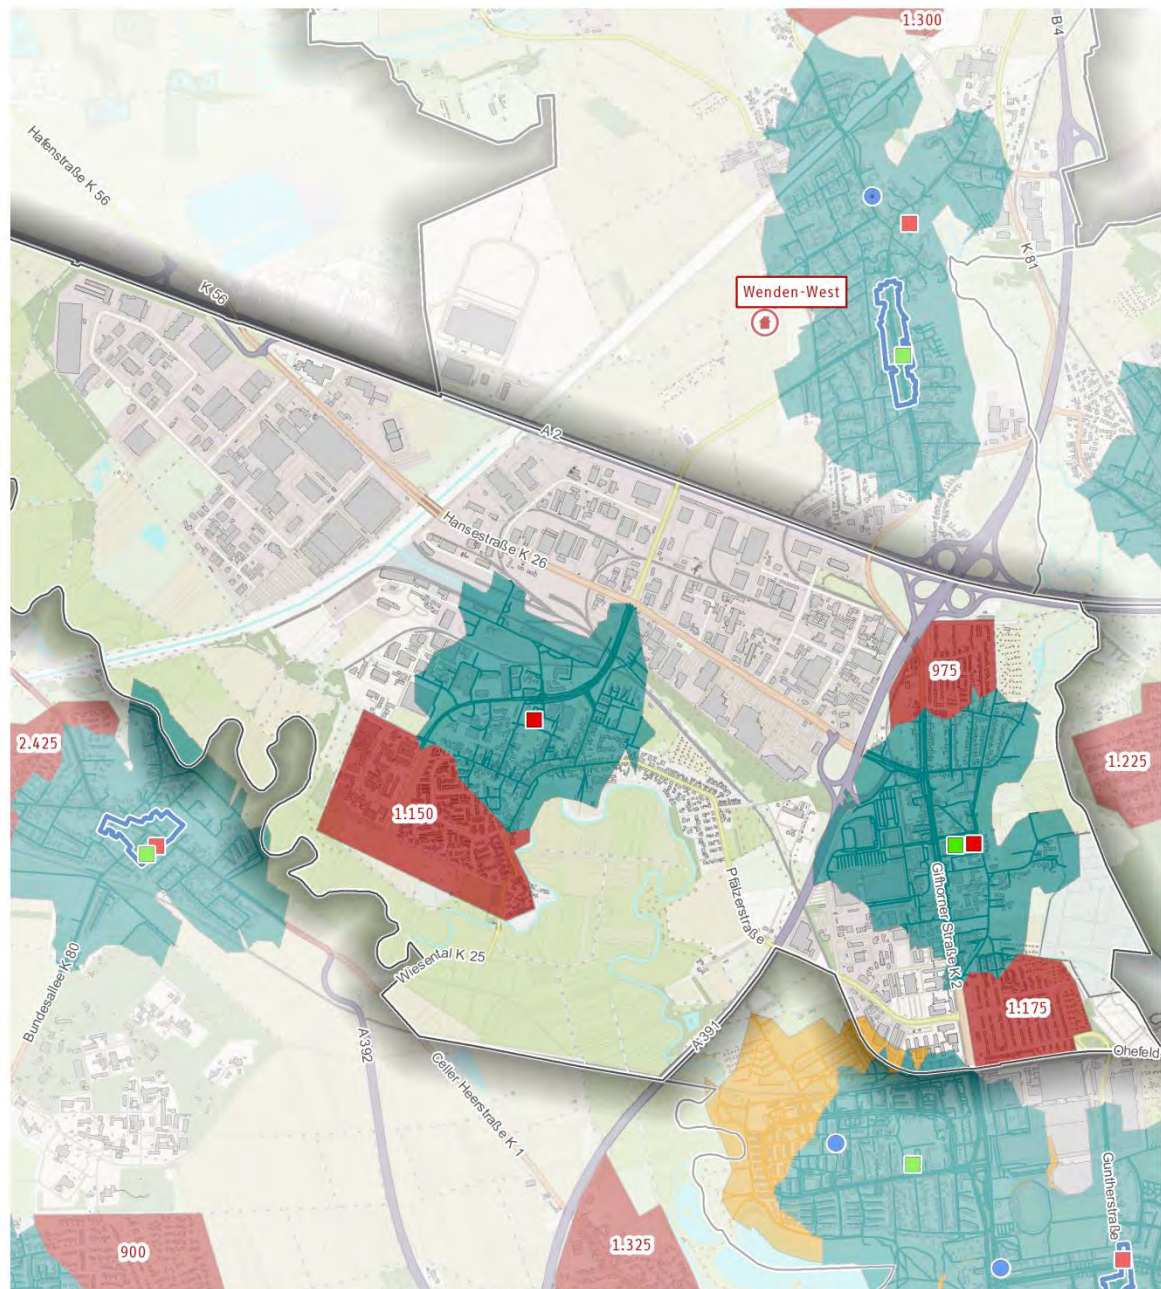 1.300
B 4
Hafenstraße K 56
K 81
K 56
Wenden-West
A 2
Hansestraße K 26
975
2.425
1.225
1.150
Pfälzerstraße
Gifhorner Straße K 2
Wiesental K 25
Bundesallee K 80
1.175
A 392
A 391
Ohefeld
Celler Heerstraße K 1
Guntherstraße
900
1.325